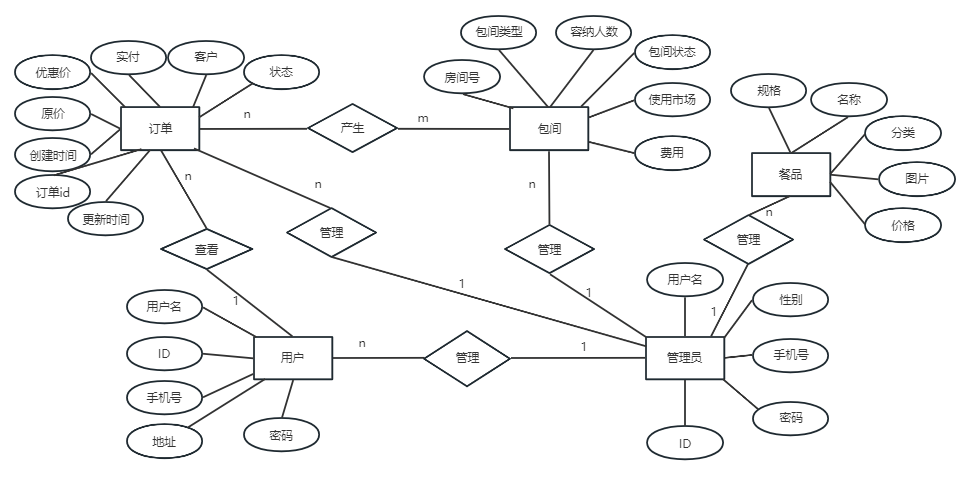 包间类型
容纳人数
实付
客户
优惠价
状态
包间状态
房间号
规格
名称
原价
使用市场
n
m
订单
产生
包间
分类
创建时间
费用
餐品
图片
订单id
n
n
n
更新时间
n
价格
查看
管理
管理
管理
用户名
1
1
1
1
用户名
性别
n
1
ID
用户
管理
管理员
手机号
手机号
地址
密码
密码
ID